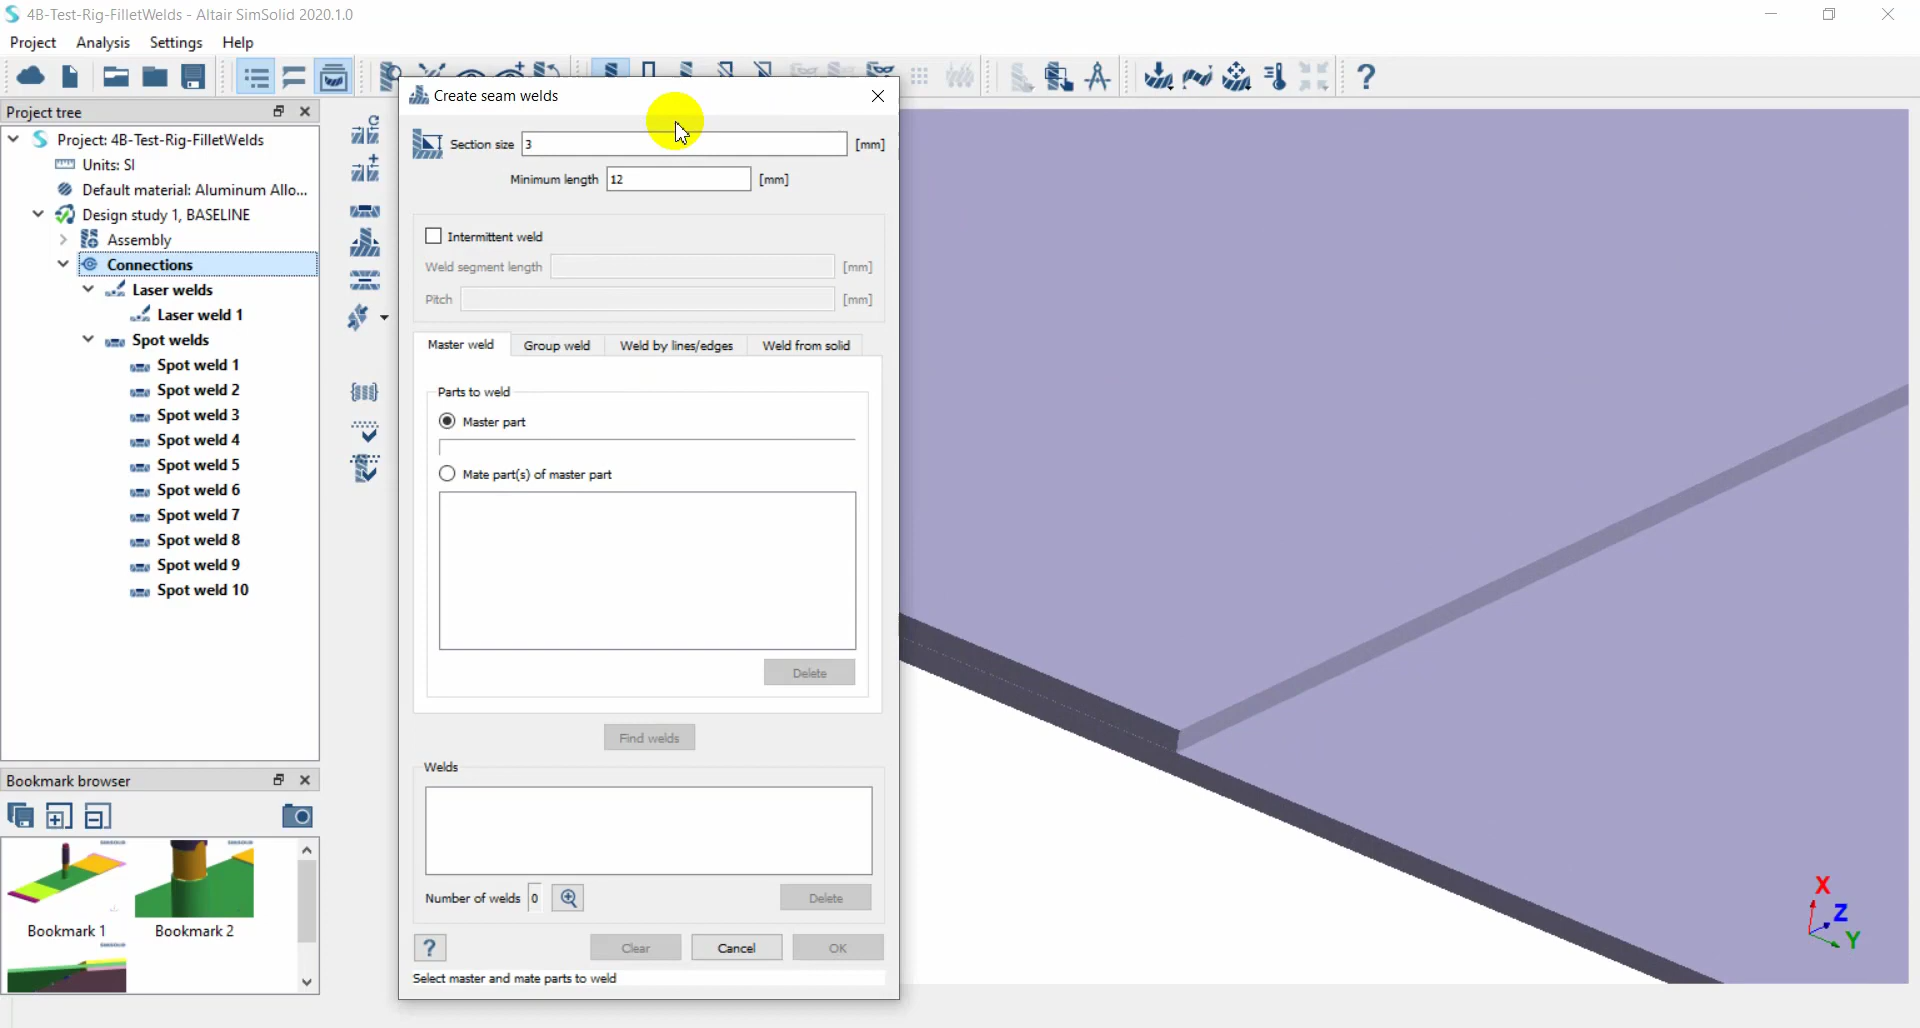 4B-Test-Rig-FilletWelds - Altair SimSolid 2020.1.0
Project Analysis Settings Help
Project tree
Project: 4B-Test-Rig-FilletWelds
Units: SI
Default material: Aluminum Allo...
Design study 1, BASELINE
Assembly
Connections
Laser welds
Laser weld 1
Spot welds
Spot weld 1
Spot weld 2
Spot weld 3
Spot weld 4
Spot weld 5
Spot weld 6
Spot weld 7
Spot weld 8
Spot weld 9
Spot weld 10
Bookmark browser
Bookmark 1
Bookmark 2
Create seam welds
Section size 3 [mm]
Minimum length 12 [mm]
Intermittent weld
Weld segment length [mm]
Pitch [mm]
Master weld Group weld Weld by lines/edges Weld from solid
Parts to weld
Master part
Mate part(s) of master part
Delete
Find welds
Welds
Number of welds 0 Delete
? Clear Cancel OK
Select master and mate parts to weld
X
Z
Y